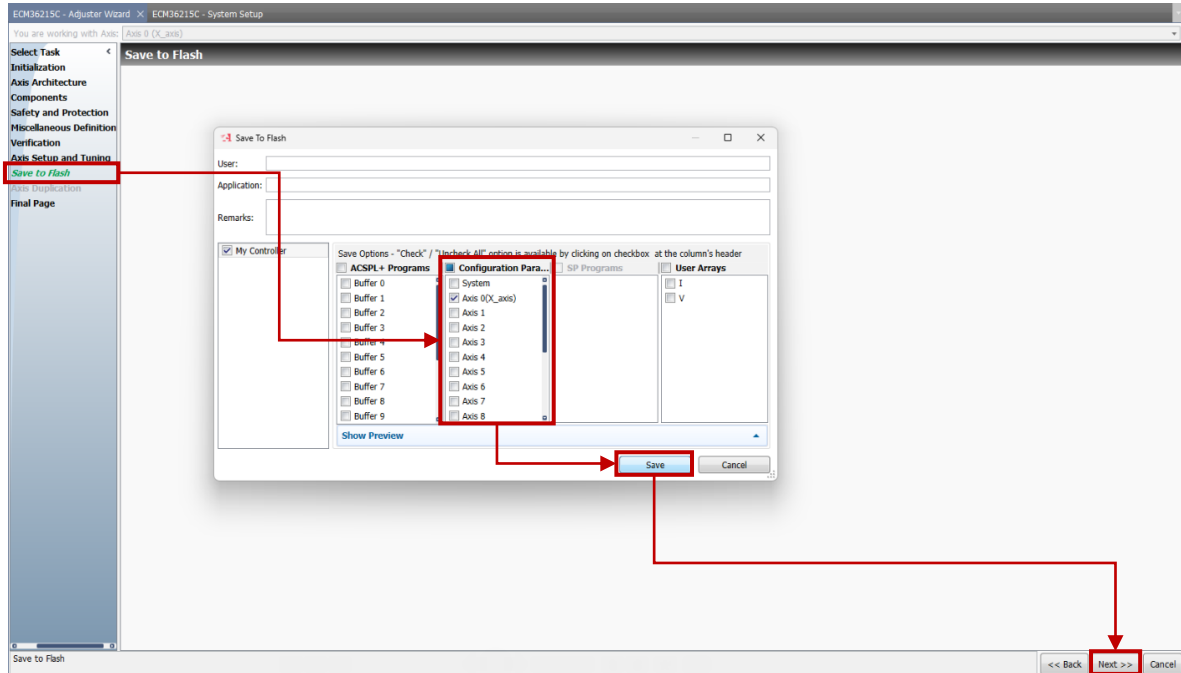 ECM36215C - Adjuster Wizard
ECM36215C - System Setup
You are working with Axis: Axis 0 (X_axis)
Select Task
Initialization
Axis Architecture
Components
Safety and Protection
Miscellaneous Definition
Verification
Axis Setup and Tuning
Save to Flash
Axis Duplication
Final Page
Save to Flash
Save To Flash
User:
Application:
Remarks:
My Controller
Save Options - "Check" / "Uncheck All" option is available by clicking on checkbox at the column's header
ACSPL+ Programs
Buffer 0
Buffer 1
Buffer 2
Buffer 3
Buffer 4
Buffer 5
Buffer 6
Buffer 7
Buffer 8
Buffer 9
Configuration Para...
System
Axis 0(X_axis)
Axis 1
Axis 2
Axis 3
Axis 4
Axis 5
Axis 6
Axis 7
Axis 8
SP Programs
User Arrays
I
V
Show Preview
Save
Cancel
Save to Flash
<< Back
Next >>
Cancel